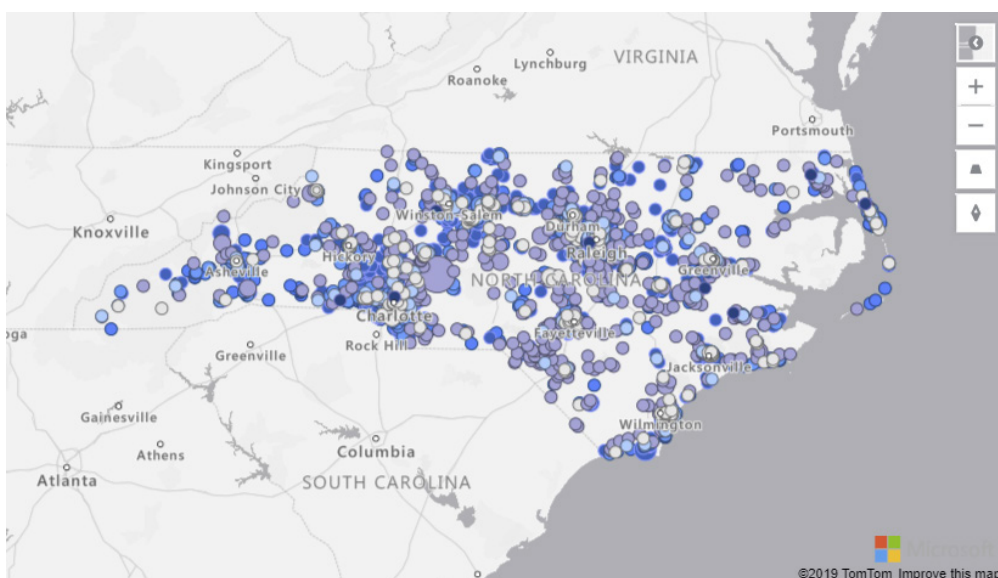 VIRGINIA
Lynchburg
Roanoke
Portsmouth
Kingsport
Johnson City
Winston-Salem
Knoxville
Durham
Raleigh
Hickory
Asheville
Greenville
NORTH CAROLINA
Charlotte
Fayetteville
oga
Rock Hill
Greenville
Jacksonville
Gainesville
Wilmington
Athens
Columbia
Atlanta
SOUTH CAROLINA
Microsoft
©2019 TomTom Improve this map